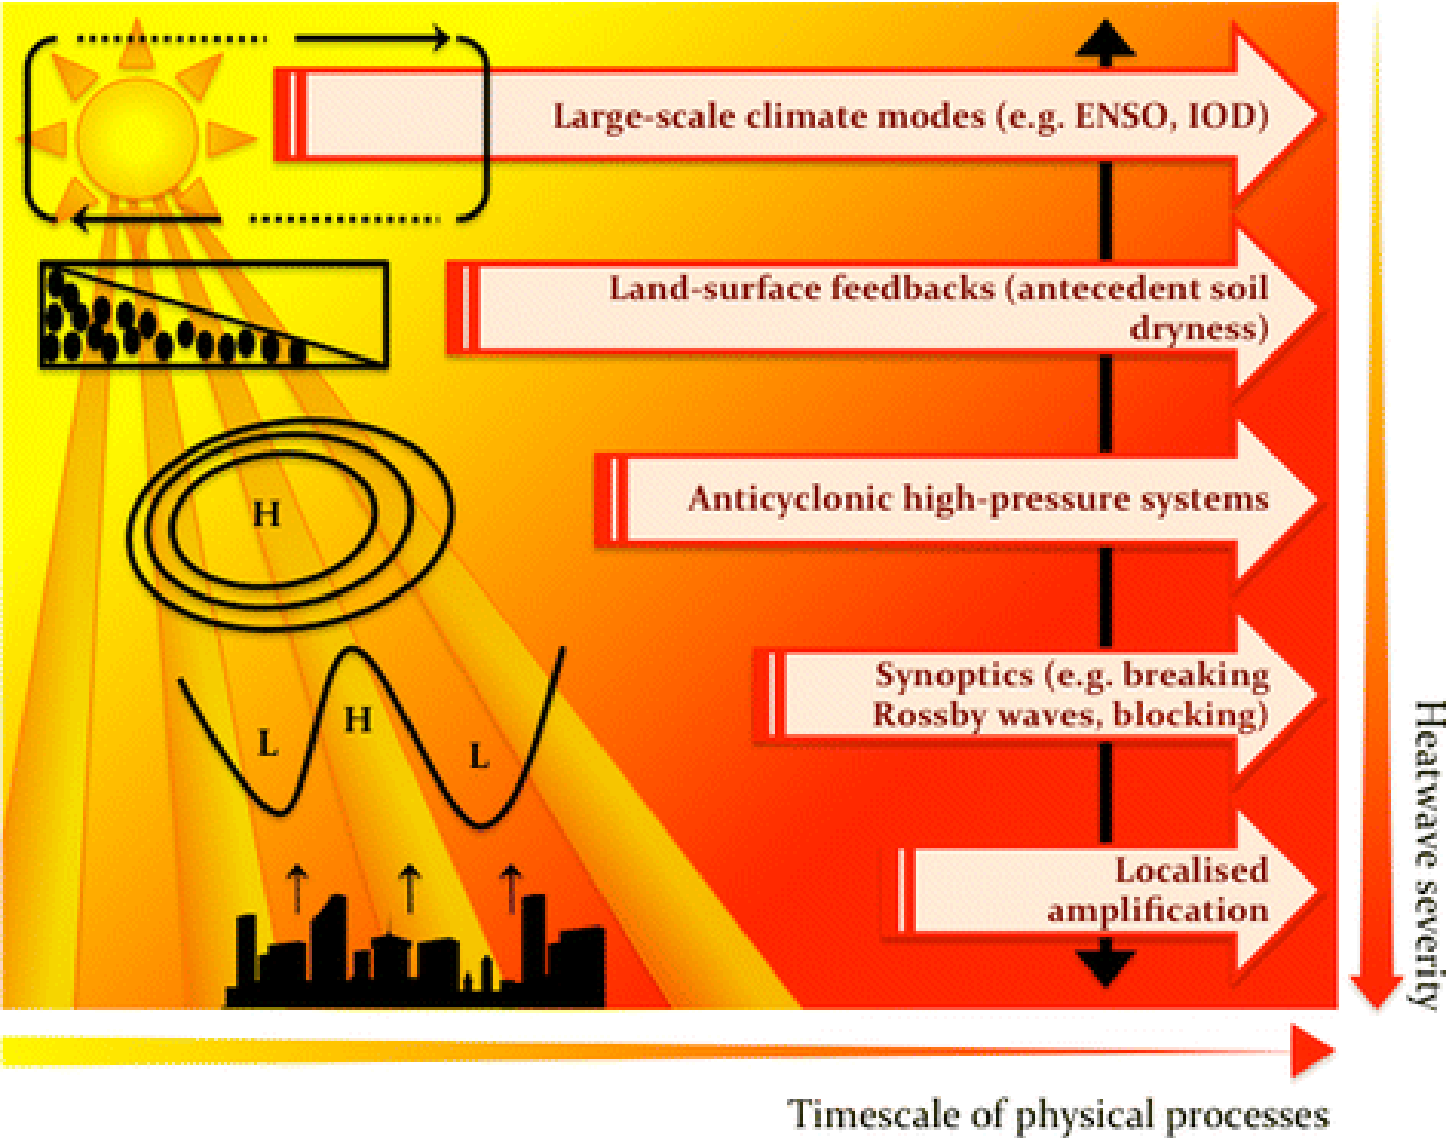 Large-scale climate modes (e.g. ENSO, IOD)
Land-surface feedbacks (antecedent soil
dryness)
H
Anticyclonic high-pressure systems
L
H
L
Synoptics (e.g. breaking
Rossby waves, blocking)
Localised
amplification
Heatwave severity
Timescale of physical processes